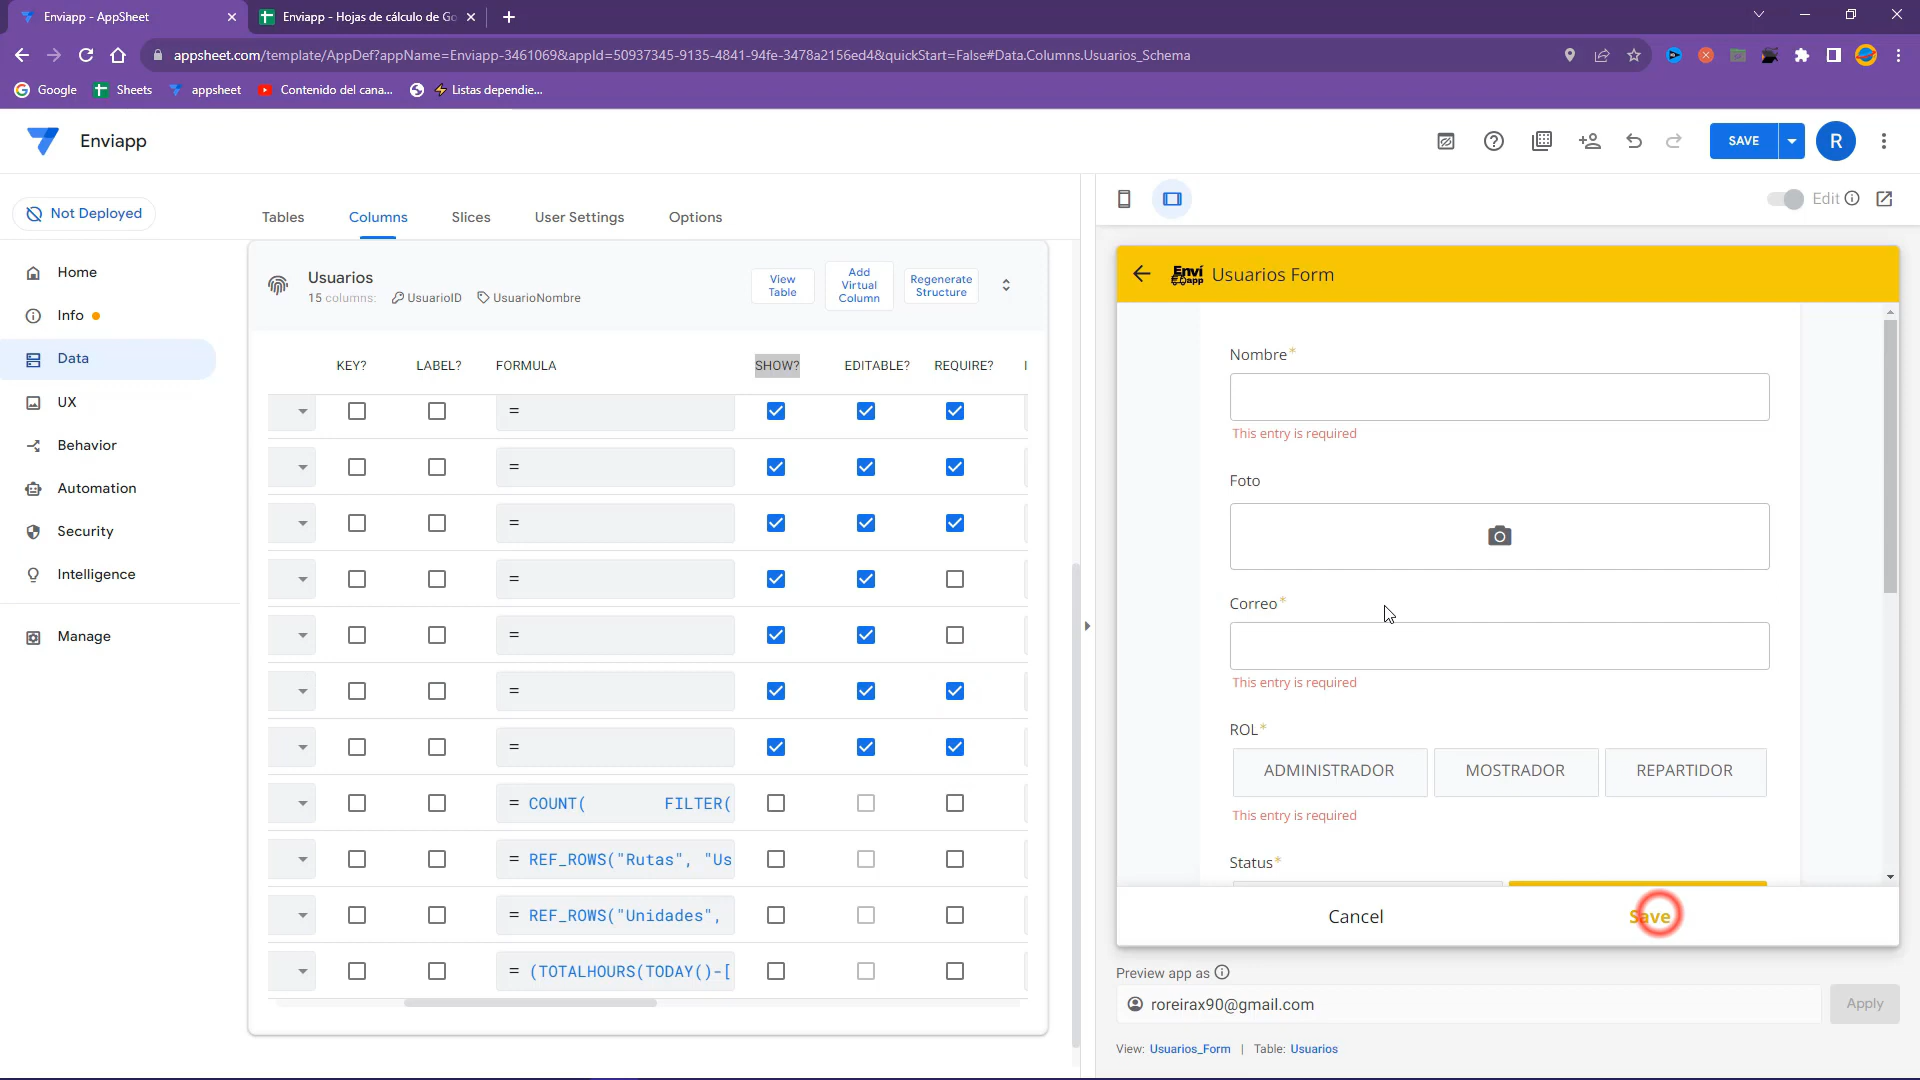 Enviapp - AppSheet
Enviapp - Hojas de cálculo de Go
appsheet.com/template/AppDef?appName=Enviapp-3461069&appId=50937345-9135-4841-94fe-3478a2156ed4&quickStart=False#Data.Columns.Usuarios_Schema
Google
Sheets
appsheet
Contenido del cana...
⚡ Listas dependie...
Enviapp
SAVE
R
Not Deployed
Tables
Columns
Slices
User Settings
Options
Edit
Home
Info
Data
UX
Behavior
Automation
Security
Intelligence
Manage
Usuarios
15 columns:
UsuarioID
UsuarioNombre
View
Table
Add
Virtual
Column
Regenerate
Structure
KEY?
LABEL?
FORMULA
SHOW?
EDITABLE?
REQUIRE?
=
=
=
=
=
=
=
= COUNT( FILTER(
= REF_ROWS("Rutas", "Us
= REF_ROWS("Unidades",
= (TOTALHOURS(TODAY()-[
Enví
app
Usuarios Form
Nombre*
This entry is required
Foto
Correo*
This entry is required
ROL*
ADMINISTRADOR
MOSTRADOR
REPARTIDOR
This entry is required
Status*
Cancel
Save
Preview app as
roreirax90@gmail.com
Apply
View: Usuarios_Form | Table: Usuarios